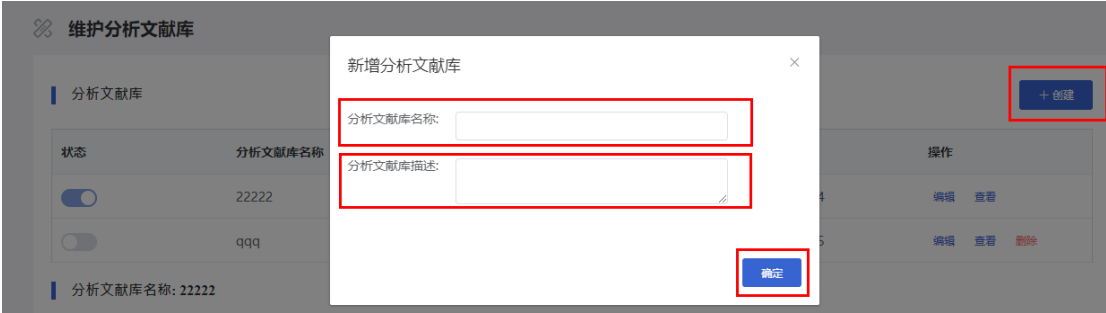 维护分析文献库
新增分析文献库
分析文献库
+ 创建
分析文献库名称:
状态
分析文献库名称
操作
分析文献库描述:
22222
4
编辑 查看
qqq
编辑 查看 删除
确定
分析文献库名称: 22222